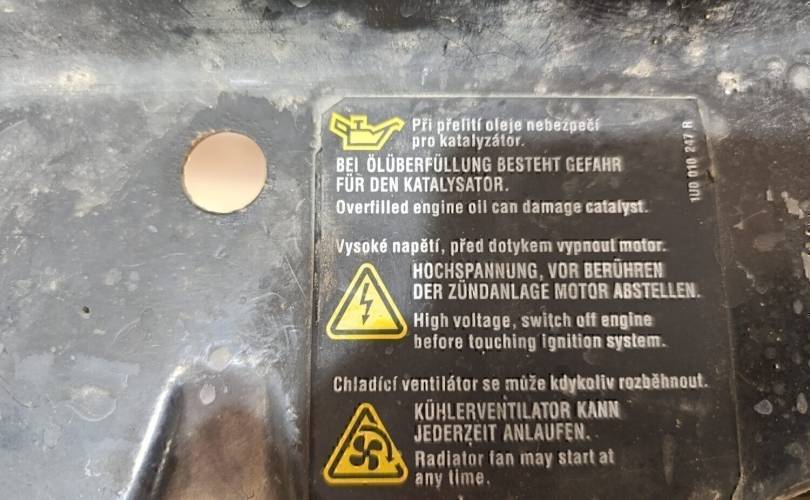 Při přelití oleje nebezpečí
pro katalyzátor.
BEI ÖLÜBERFÜLLUNG BESTEHT GEFAHR
FÜR DEN KATALYSATOR.
Overfilled engine oil can damage catalyst.
1U0 010 247 R
Vysoké napětí, před dotykem vypnout motor.
HOCHSPANNUNG, VOR BERÜHREN
DER ZÜNDANLAGE MOTOR ABSTELLEN.
High voltage, switch off engine
before touching ignition system.
Chladící ventilátor se může kdykoliv rozběhnout.
KÜHLERVENTILATOR KANN
JEDERZEIT ANLAUFEN.
Radiator fan may start at
any time.